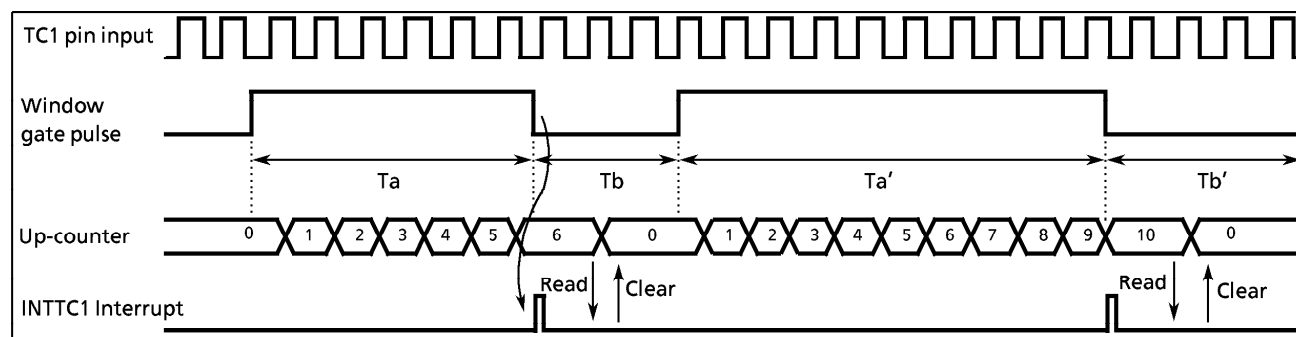 TC1 pin input
Window
gate pulse
Ta Tb Ta′ Tb′
Up-counter 0 1 2 3 4 5 6 0 1 2 3 4 5 6 7 8 9 10 0
Read Clear Read Clear
INTTC1 Interrupt